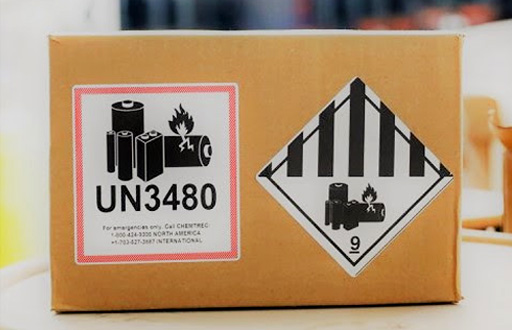 UN3480
For emergencies only, Call CHEMTREC
1-800-424-9300 NORTH AMERICA
+1-703-527-3887 INTERNATIONAL
9